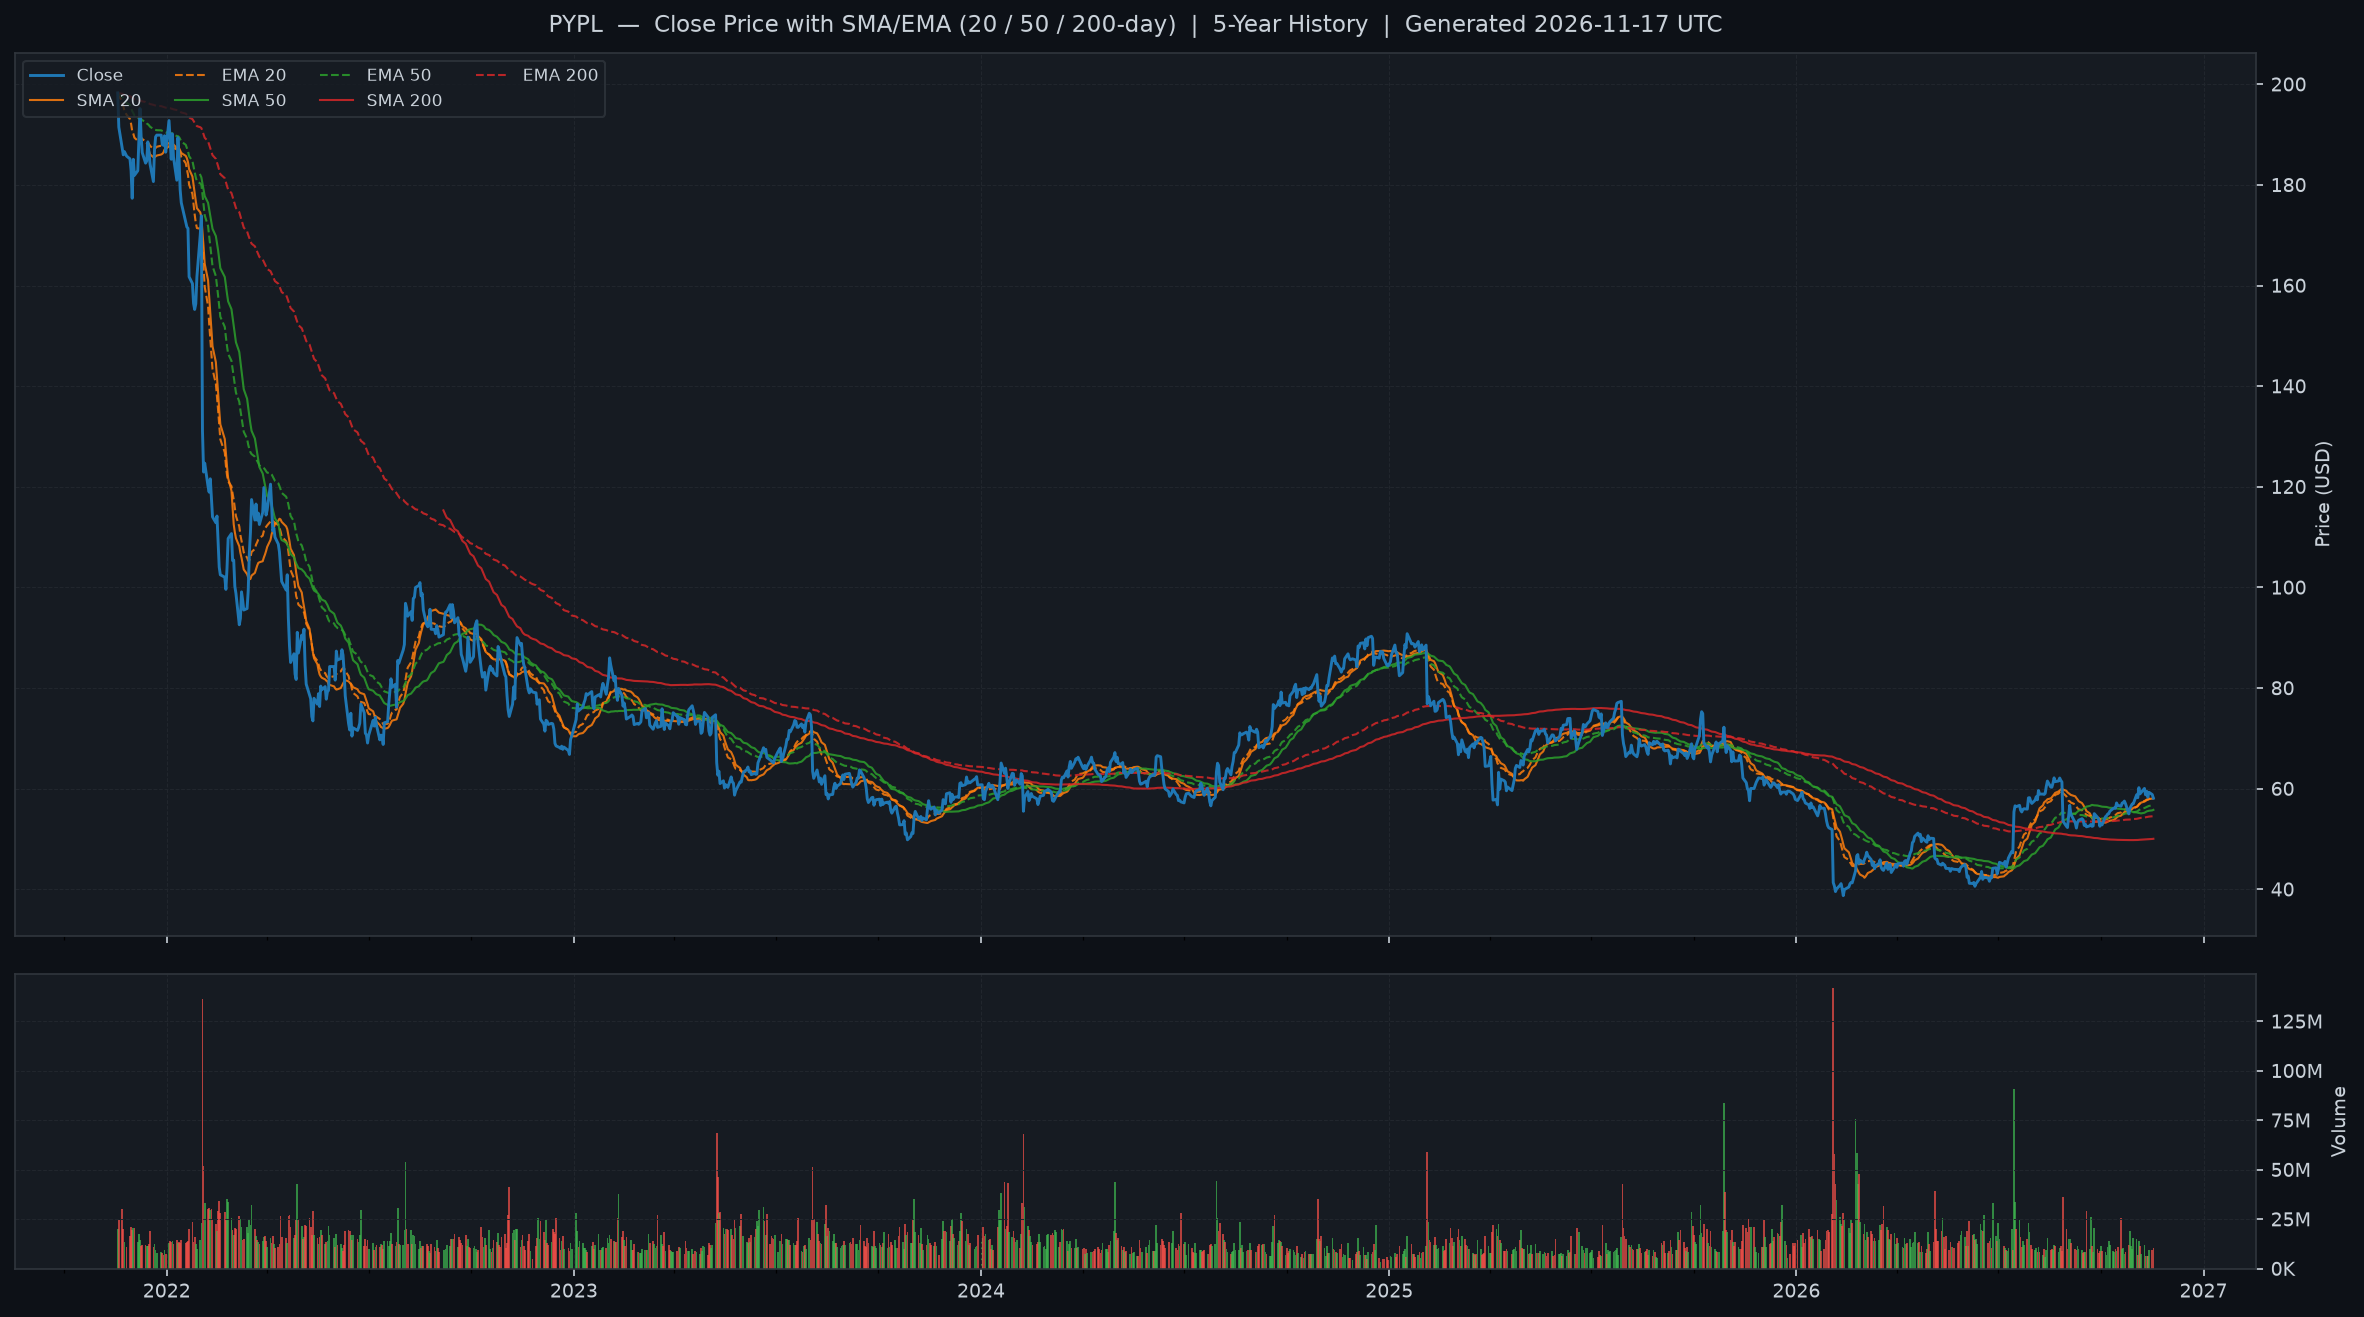 PYPL — Close Price with SMA/EMA (20 / 50 / 200-day) | 5-Year History | Generated 2026-11-17 UTC
Close EMA 20 EMA 50 EMA 200
SMA 20 SMA 50 SMA 200
200
180
160
140
120
100
80
60
40
Price (USD)
125M
100M
75M
50M
25M
0K
Volume
2022 2023 2024 2025 2026 2027